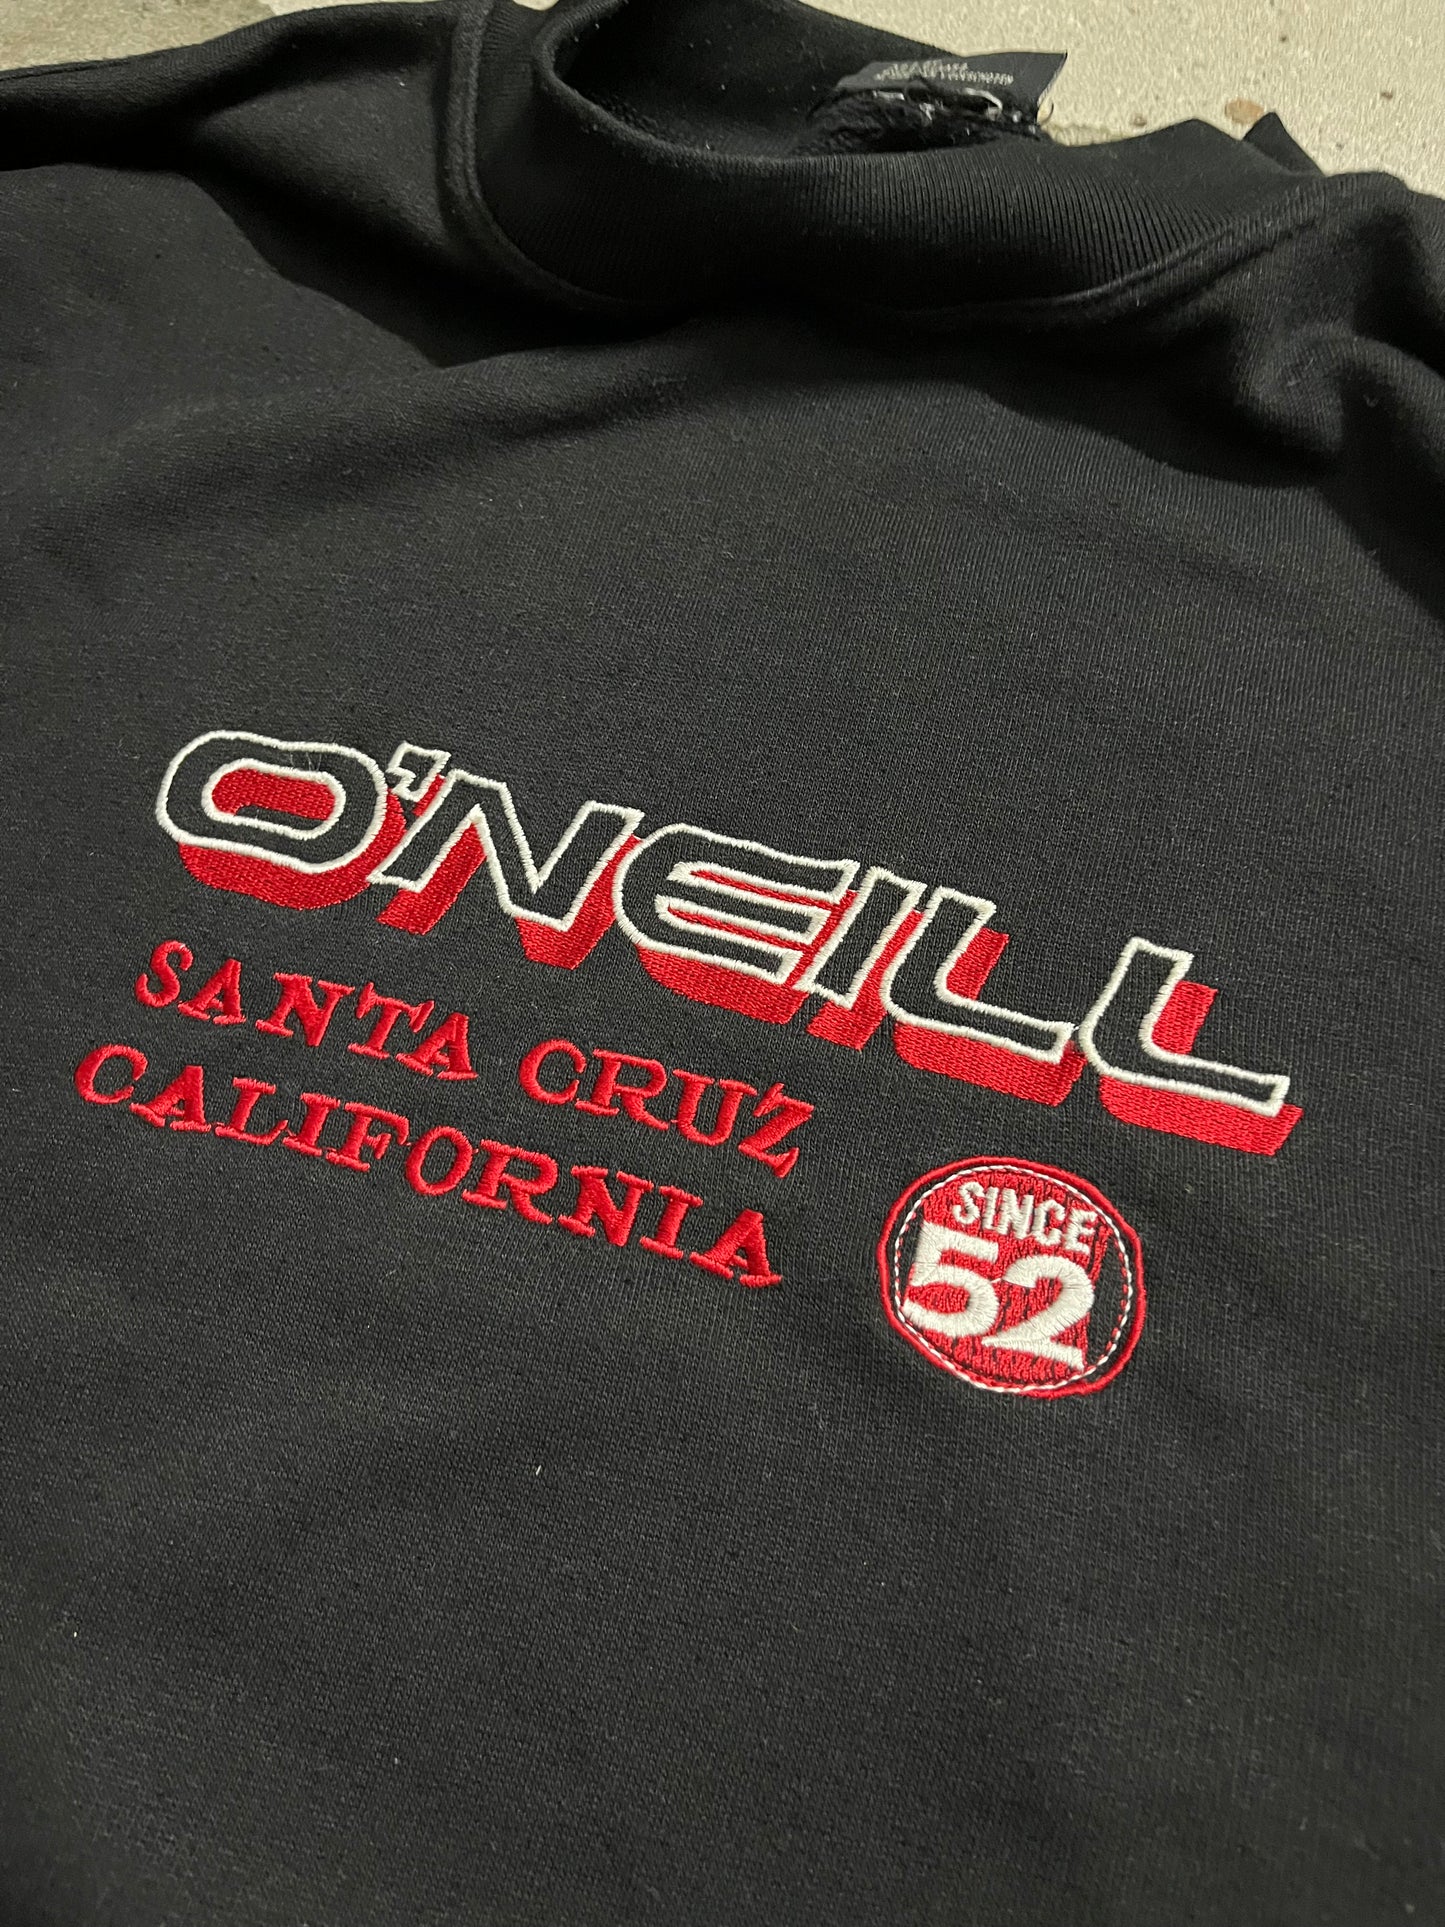 O'NEILL
SANTA CRUZ
CALIFORNIA
SINCE
52